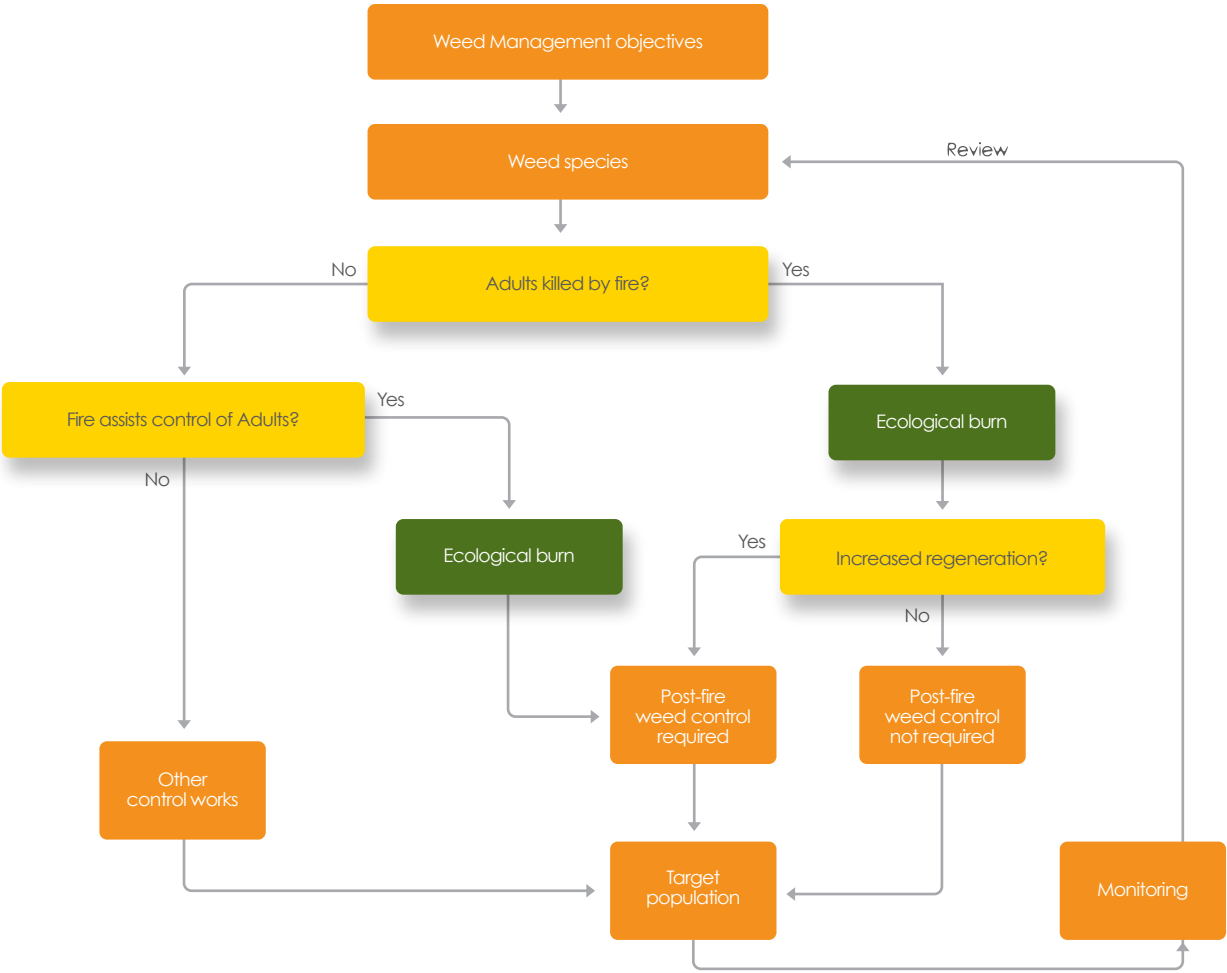 Weed Management objectives
Weed species
Review
No
Adults killed by fire?
Yes
Fire assists control of Adults?
Yes
Ecological burn
No
Ecological burn
Yes
Increased regeneration?
No
Post-fire
weed control
required
Post-fire
weed control
not required
Other
control works
Target
population
Monitoring